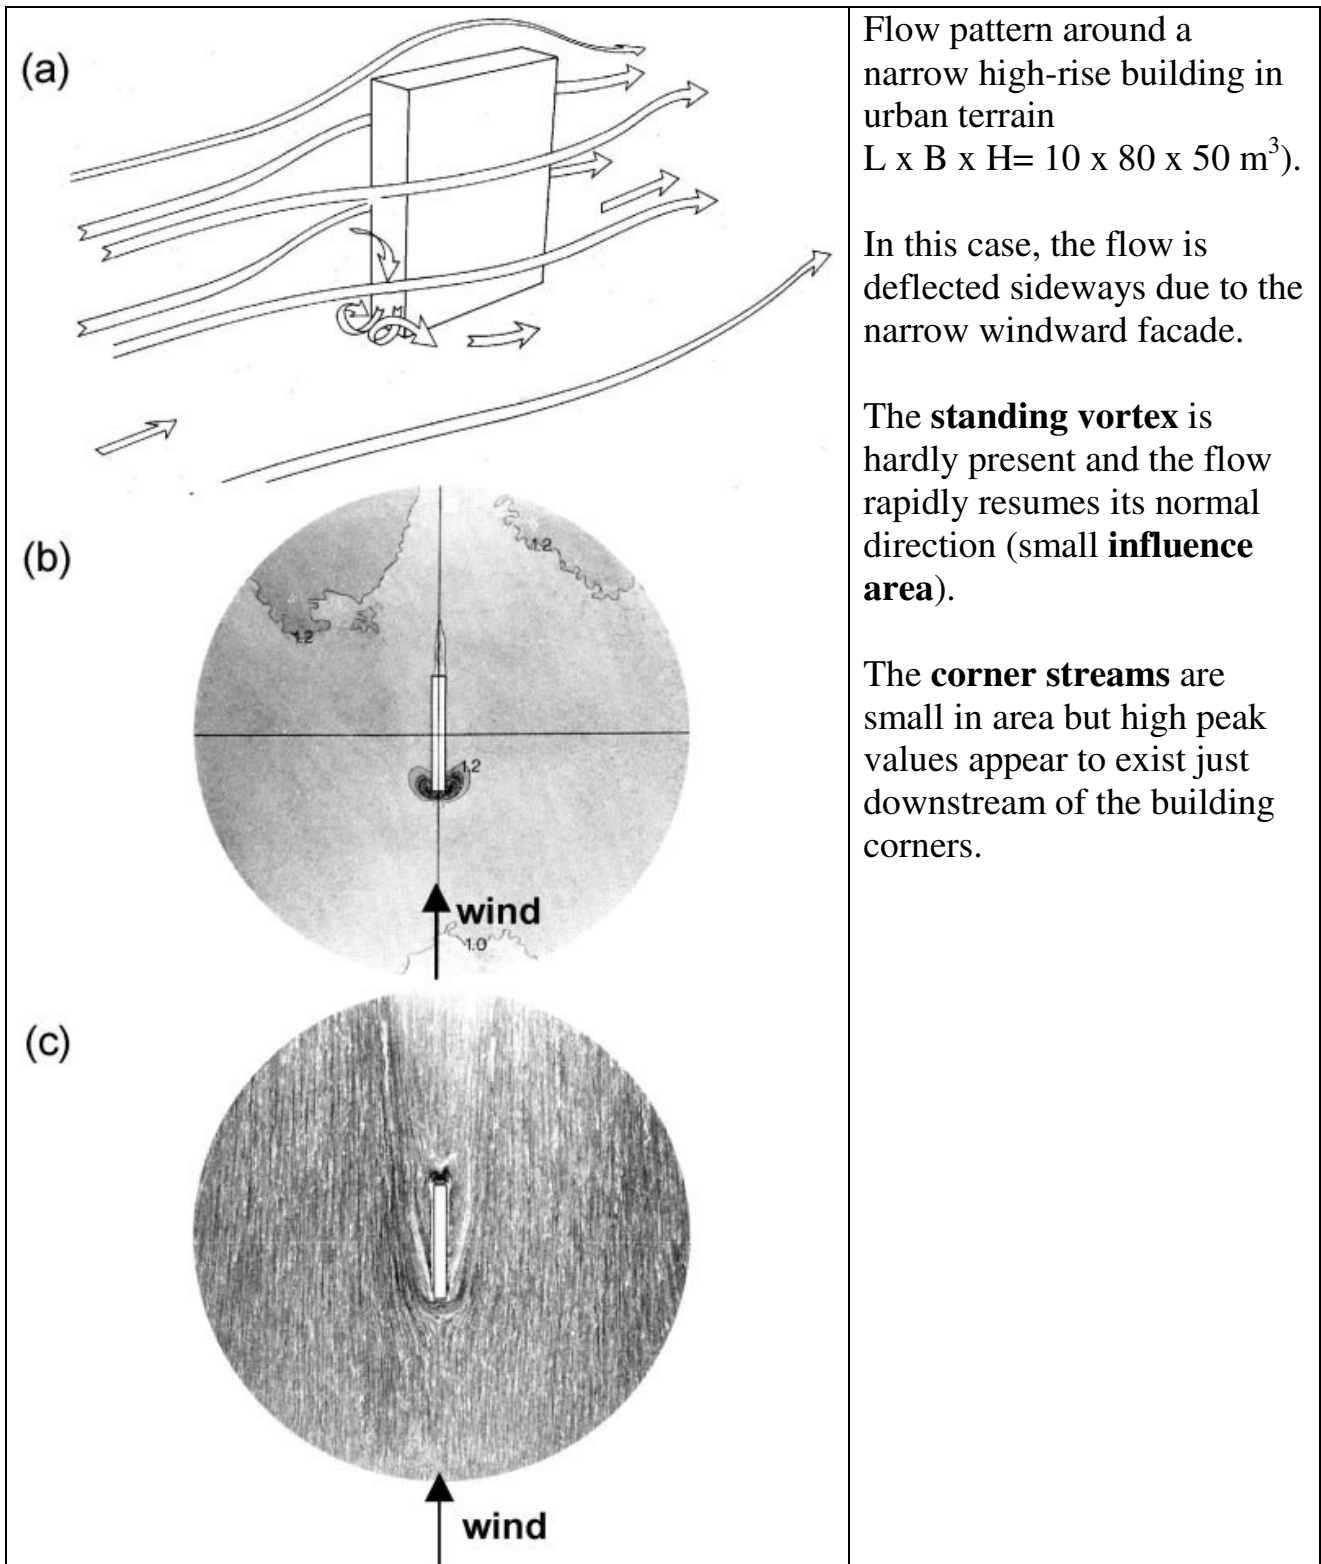 (a)
(b)
1.2
1.2
1.2
wind
1.0
(c)
wind
Flow pattern around a
narrow high-rise building in
urban terrain
L x B x H= 10 x 80 x 50 m³).
In this case, the flow is
deflected sideways due to the
narrow windward facade.
The standing vortex is
hardly present and the flow
rapidly resumes its normal
direction (small influence
area).
The corner streams are
small in area but high peak
values appear to exist just
downstream of the building
corners.